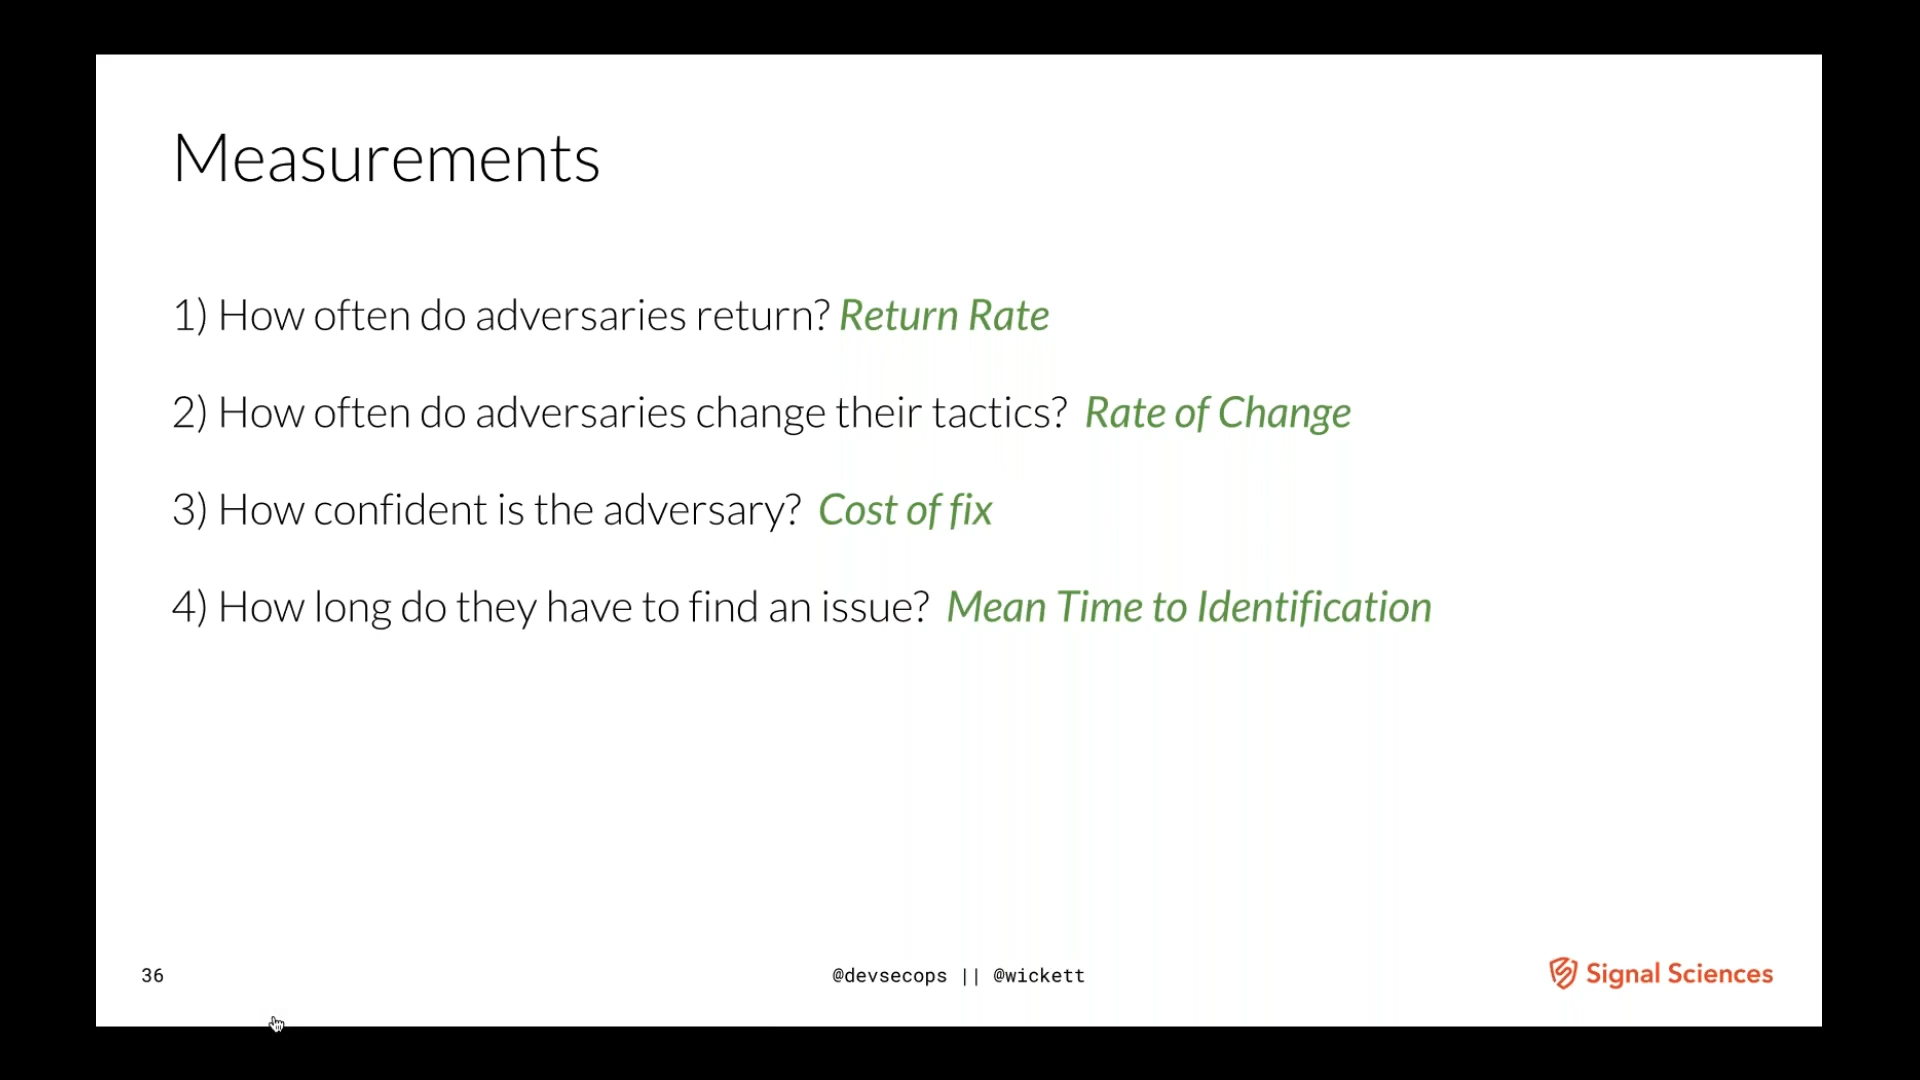 Measurements
1) How often do adversaries return? Return Rate
2) How often do adversaries change their tactics? Rate of Change
3) How confident is the adversary? Cost of fix
4) How long do they have to find an issue? Mean Time to Identification
36
@devsecops || @wickett
Signal Sciences